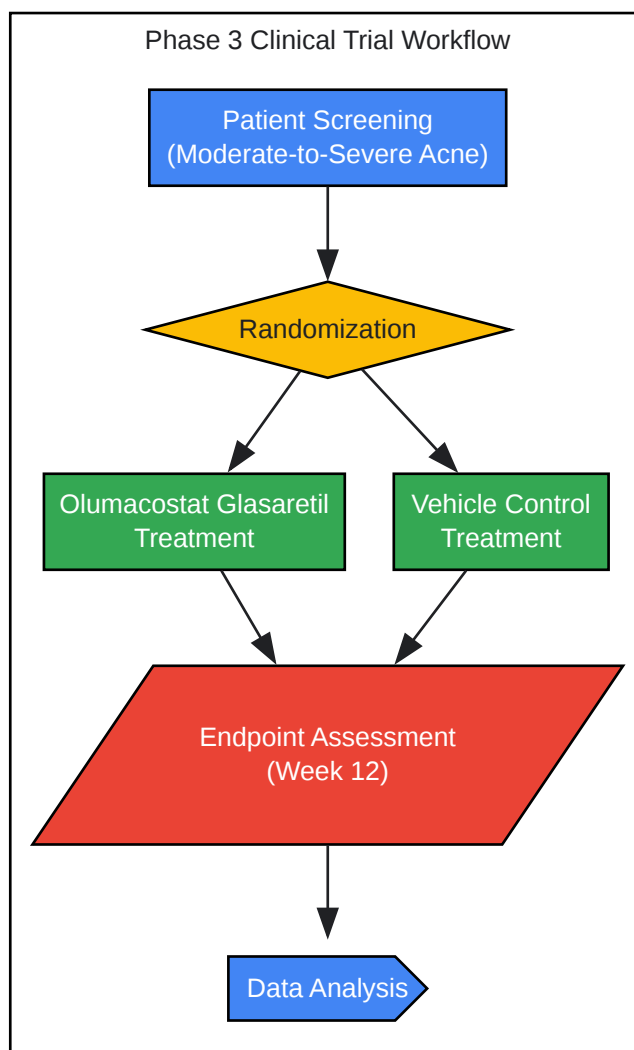 Phase 3 Clinical Trial Workflow
Patient Screening
(Moderate-to-Severe Acne)
Randomization
Olumacostat Glasaretil
Treatment
Vehicle Control
Treatment
Endpoint Assessment
(Week 12)
Data Analysis